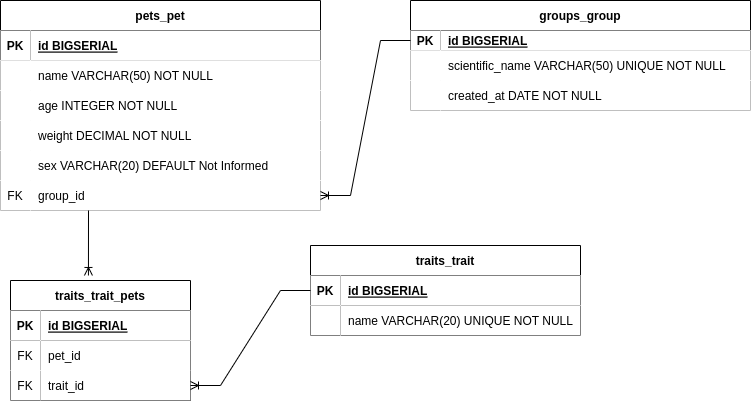 pets_pet
PK id BIGSERIAL
name VARCHAR(50) NOT NULL
age INTEGER NOT NULL
weight DECIMAL NOT NULL
sex VARCHAR(20) DEFAULT Not Informed
FK group_id
groups_group
PK id BIGSERIAL
scientific_name VARCHAR(50) UNIQUE NOT NULL
created_at DATE NOT NULL
traits_trait_pets
PK id BIGSERIAL
FK pet_id
FK trait_id
traits_trait
PK id BIGSERIAL
name VARCHAR(20) UNIQUE NOT NULL